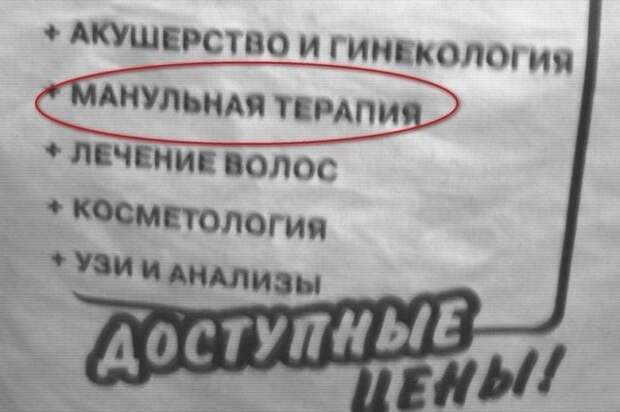 + АКУШЕРСТВО И ГИНЕКОЛОГИЯ
+ МАНУЛЬНАЯ ТЕРАПИЯ
+ ЛЕЧЕНИЕ ВОЛОС
+ КОСМЕТОЛОГИЯ
+ УЗИ И АНАЛИЗЫ
ДОСТУПНЫЕ
ЦЕНЫ!